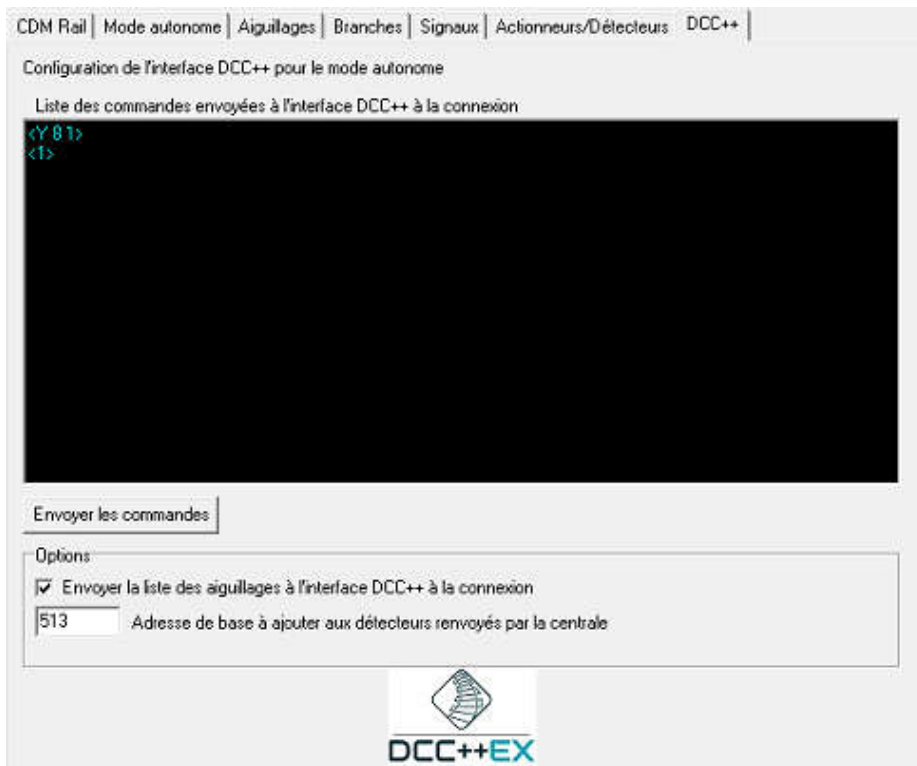 CDM Rail Mode autonome Aiguillages Branches Signaux Actionneurs/Détecteurs DCC++
Configuration de l'interface DCC++ pour le mode autonome
Liste des commandes envoyées à l'interface DCC++ à la connexion
<Y 8 1>
<1>
Envoyer les commandes
Options
Envoyer la liste des aiguillages à l'interface DCC++ à la connexion
513 Adresse de base à ajouter aux détecteurs renvoyés par la centrale
DCC++EX